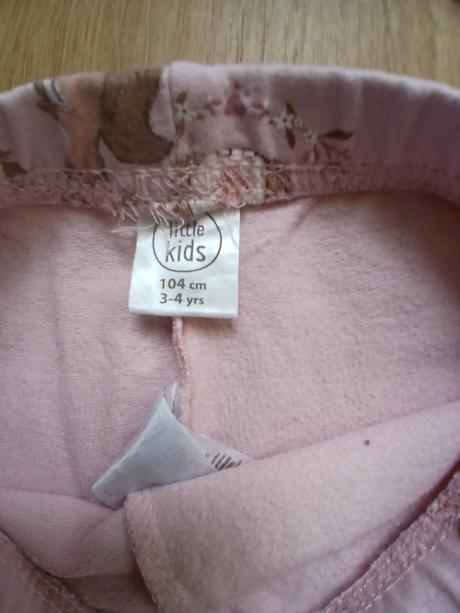 little
kids
104 cm
3-4 yrs